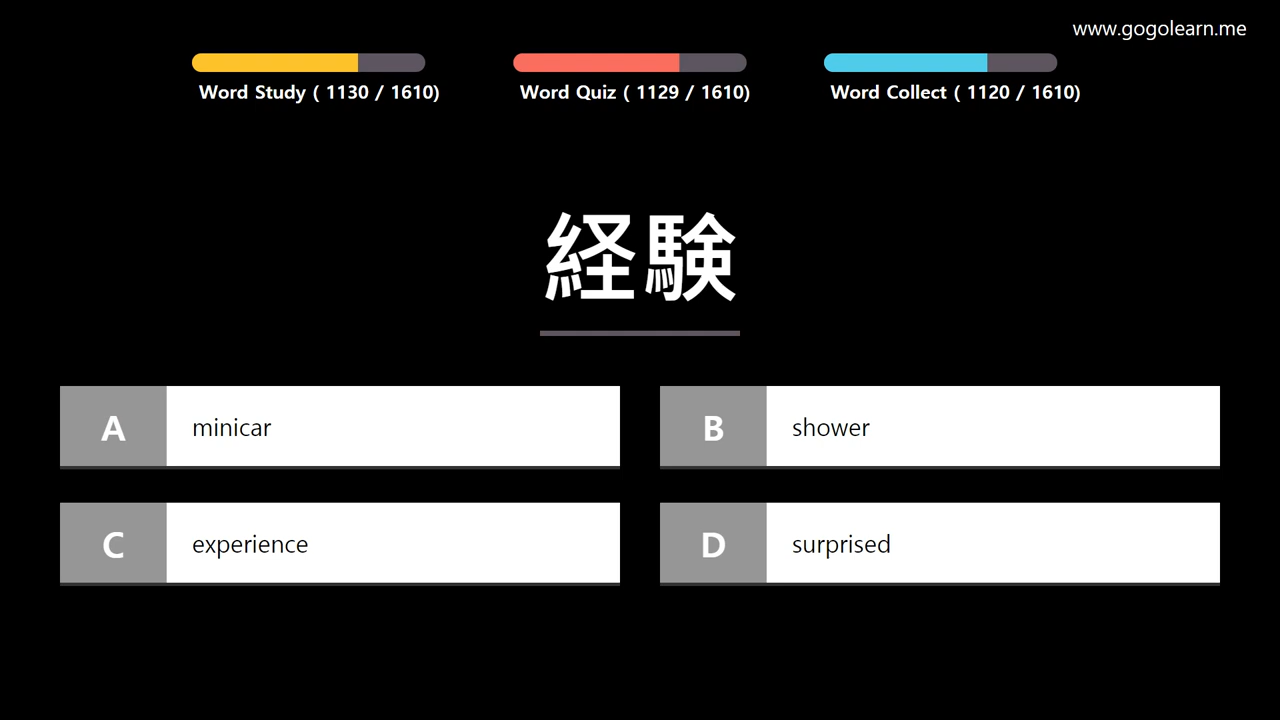 www.gogolearn.me
Word Study ( 1130 / 1610)
Word Quiz ( 1129 / 1610)
Word Collect ( 1120 / 1610)
経験
A minicar
B shower
C experience
D surprised